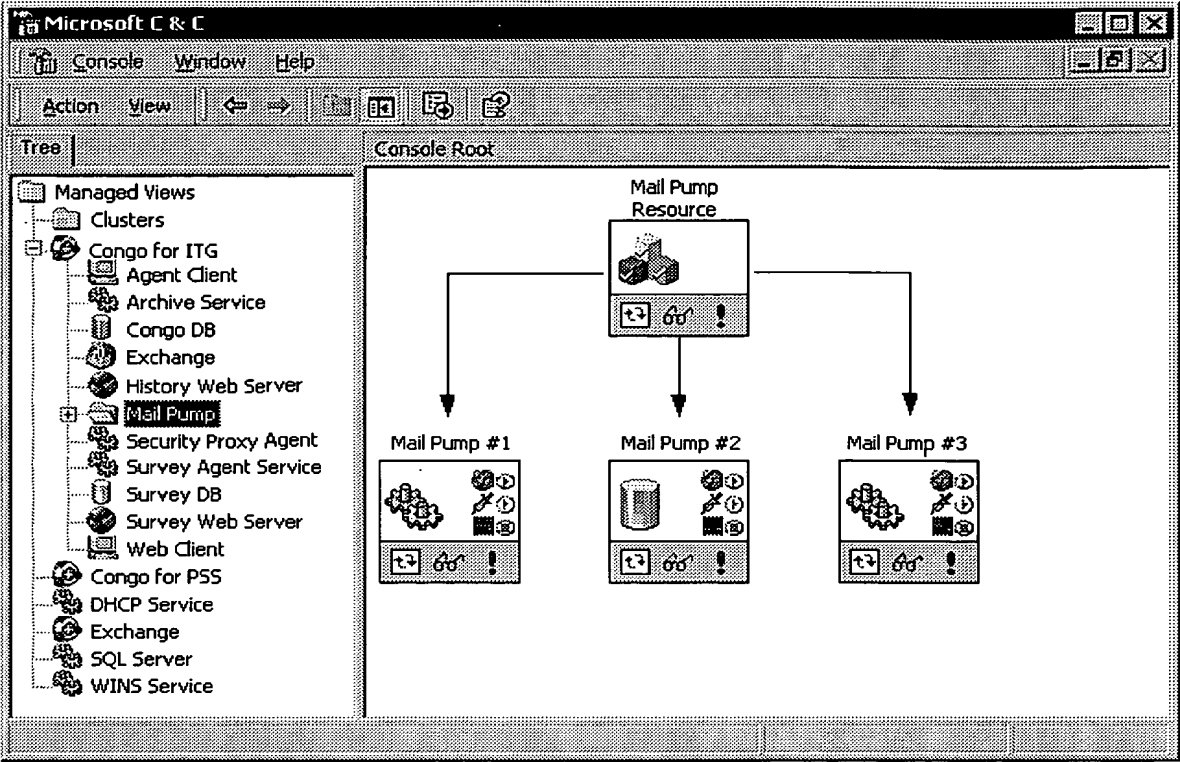 Microsoft C & C
Console Window Help
Action View
Tree
Console Root
Managed Views
Clusters
Congo for ITG
Agent Client
Archive Service
Congo DB
Exchange
History Web Server
Mail Pump
Security Proxy Agent
Survey Agent Service
Survey DB
Survey Web Server
Web Client
Congo for PSS
DHCP Service
Exchange
SQL Server
WINS Service
Mail Pump
Resource
Mail Pump #1
Mail Pump #2
Mail Pump #3